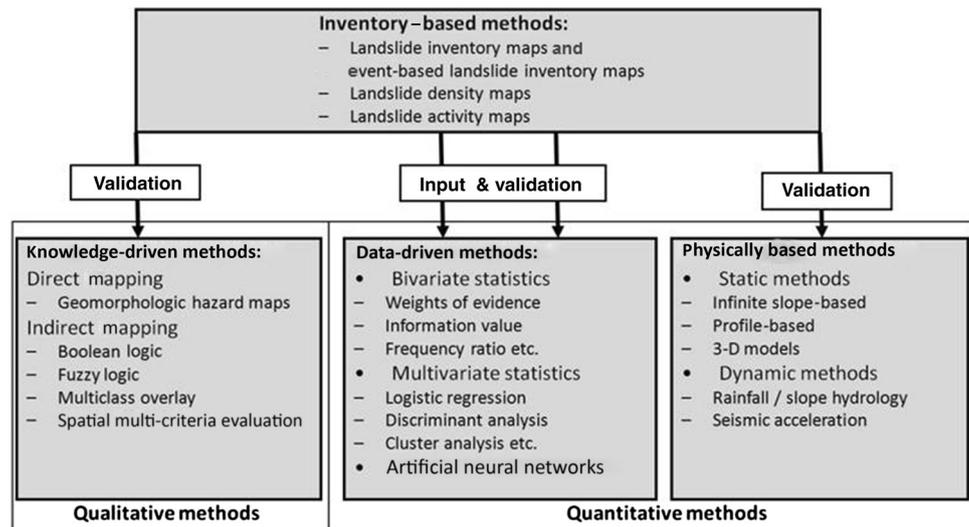 Inventory–based methods:
– Landslide inventory maps and
event-based landslide inventory maps
– Landslide density maps
– Landslide activity maps
Validation
Input & validation
Validation
Knowledge-driven methods:
Direct mapping
– Geomorphologic hazard maps
Indirect mapping
– Boolean logic
– Fuzzy logic
– Multiclass overlay
– Spatial multi-criteria evaluation
Qualitative methods
Data-driven methods:
• Bivariate statistics
– Weights of evidence
– Information value
– Frequency ratio etc.
• Multivariate statistics
– Logistic regression
– Discriminant analysis
– Cluster analysis etc.
• Artificial neural networks
Physically based methods
• Static methods
– Infinite slope-based
– Profile-based
– 3-D models
• Dynamic methods
– Rainfall / slope hydrology
– Seismic acceleration
Quantitative methods